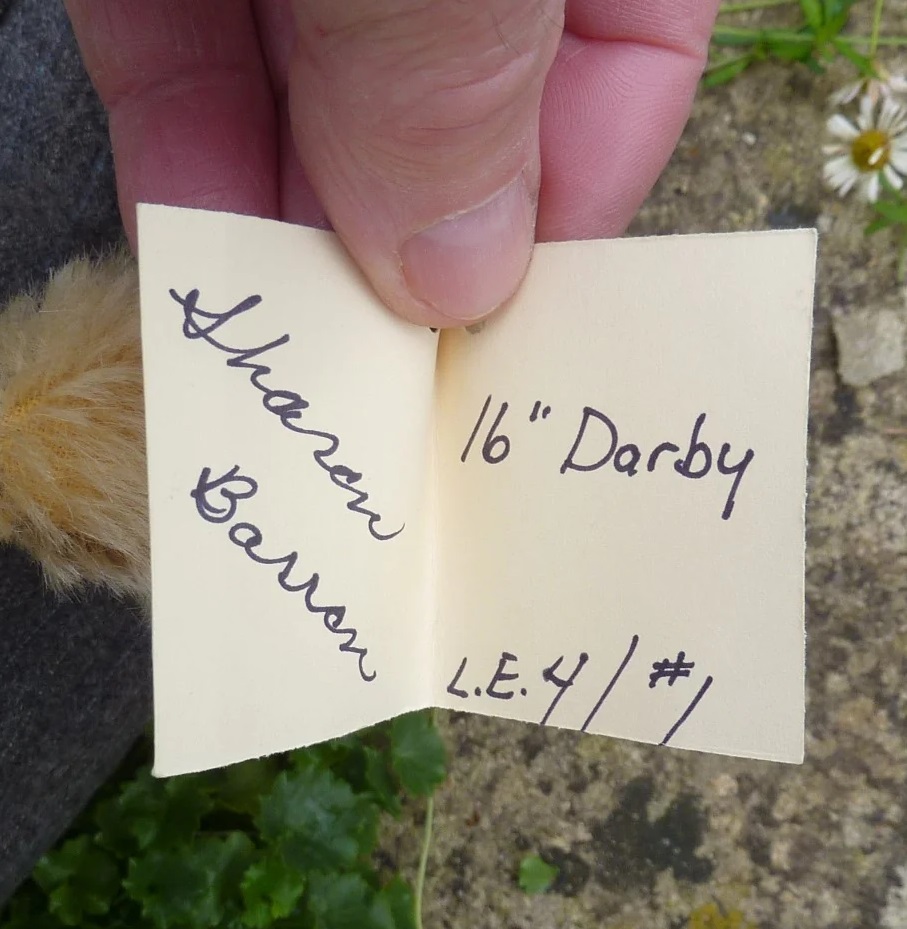 Sharon
Barron
16" Darby
L.E. 4/#1